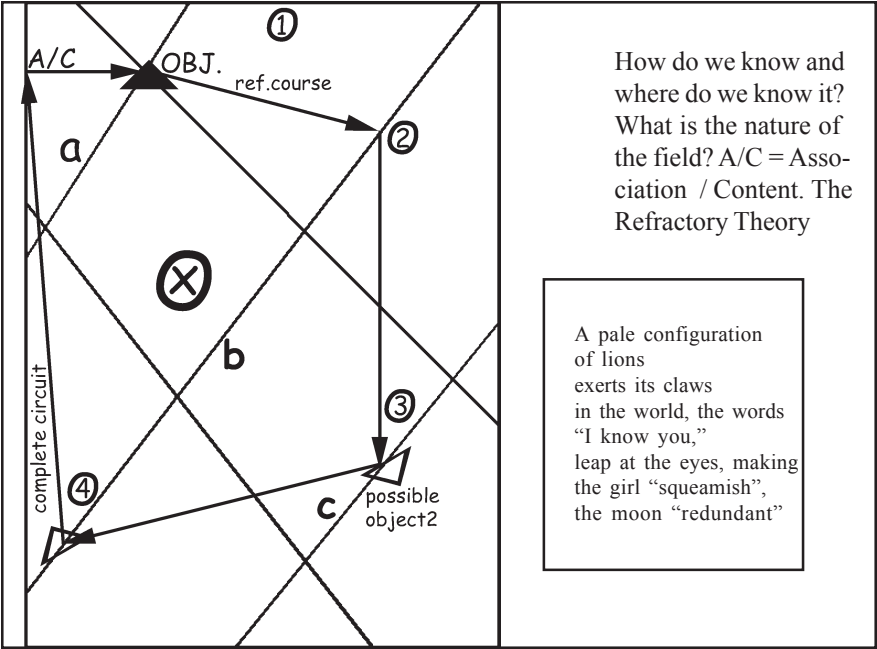 ①
A/C
OBJ.
ref.course
②
a
ⓧ
b
complete circuit
③
④
c
possible
object2
How do we know and
where do we know it?
What is the nature of
the field? A/C = Asso-
ciation / Content. The
Refractory Theory
A pale configuration
of lions
exerts its claws
in the world, the words
“I know you,”
leap at the eyes, making
the girl “squeamish”,
the moon “redundant”